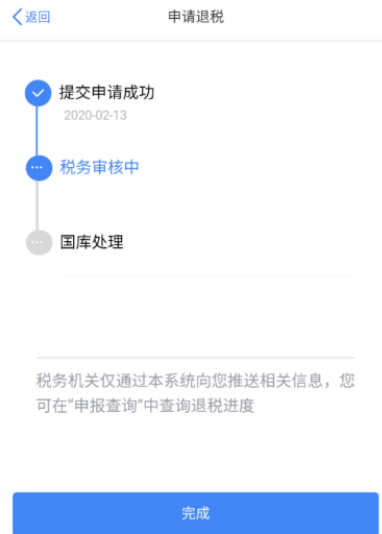 返回
申请退税
提交申请成功
2020-02-13
税务审核中
国库处理
税务机关仅通过本系统向您推送相关信息，您
可在“申报查询”中查询退税进度
完成